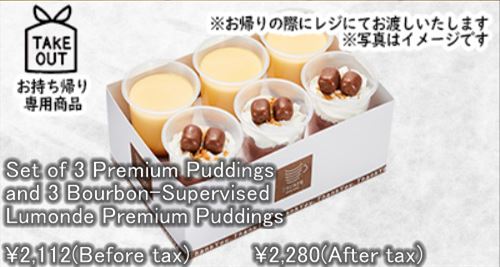 TAKE
OUT
お持ち帰り
専用商品
※お帰りの際にレジにてお渡しいたします
※写真はイメージです
Set of 3 Premium Puddings
and 3 Bourbon-Supervised
Lumonde Premium Puddings
¥2,112(Before tax)
¥2,280(After tax)